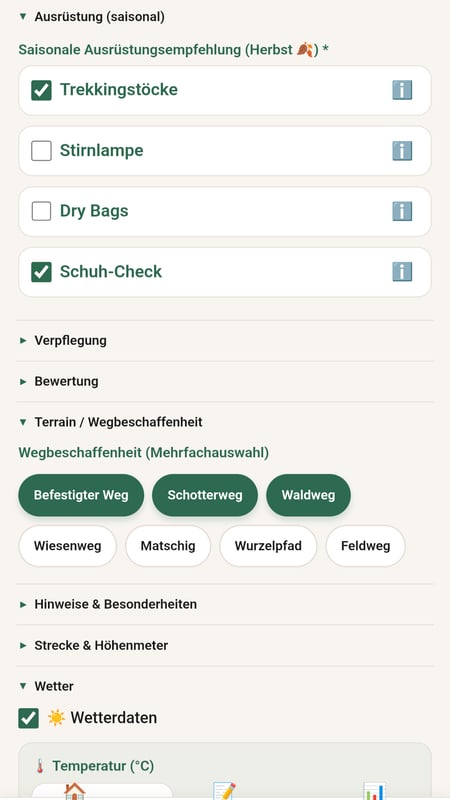 ▼ Ausrüstung (saisonal)
Saisonale Ausrüstungsempfehlung (Herbst 🍂) *
Trekkingstöcke ℹ️
Stirnlampe ℹ️
Dry Bags ℹ️
Schuh-Check ℹ️
► Verpflegung
► Bewertung
▼ Terrain / Wegbeschaffenheit
Wegbeschaffenheit (Mehrfachauswahl)
Befestigter Weg Schotterweg Waldweg
Wiesenweg Matschig Wurzelpfad Feldweg
► Hinweise & Besonderheiten
► Strecke & Höhenmeter
▼ Wetter
☀️ Wetterdaten
🌡️ Temperatur (°C)